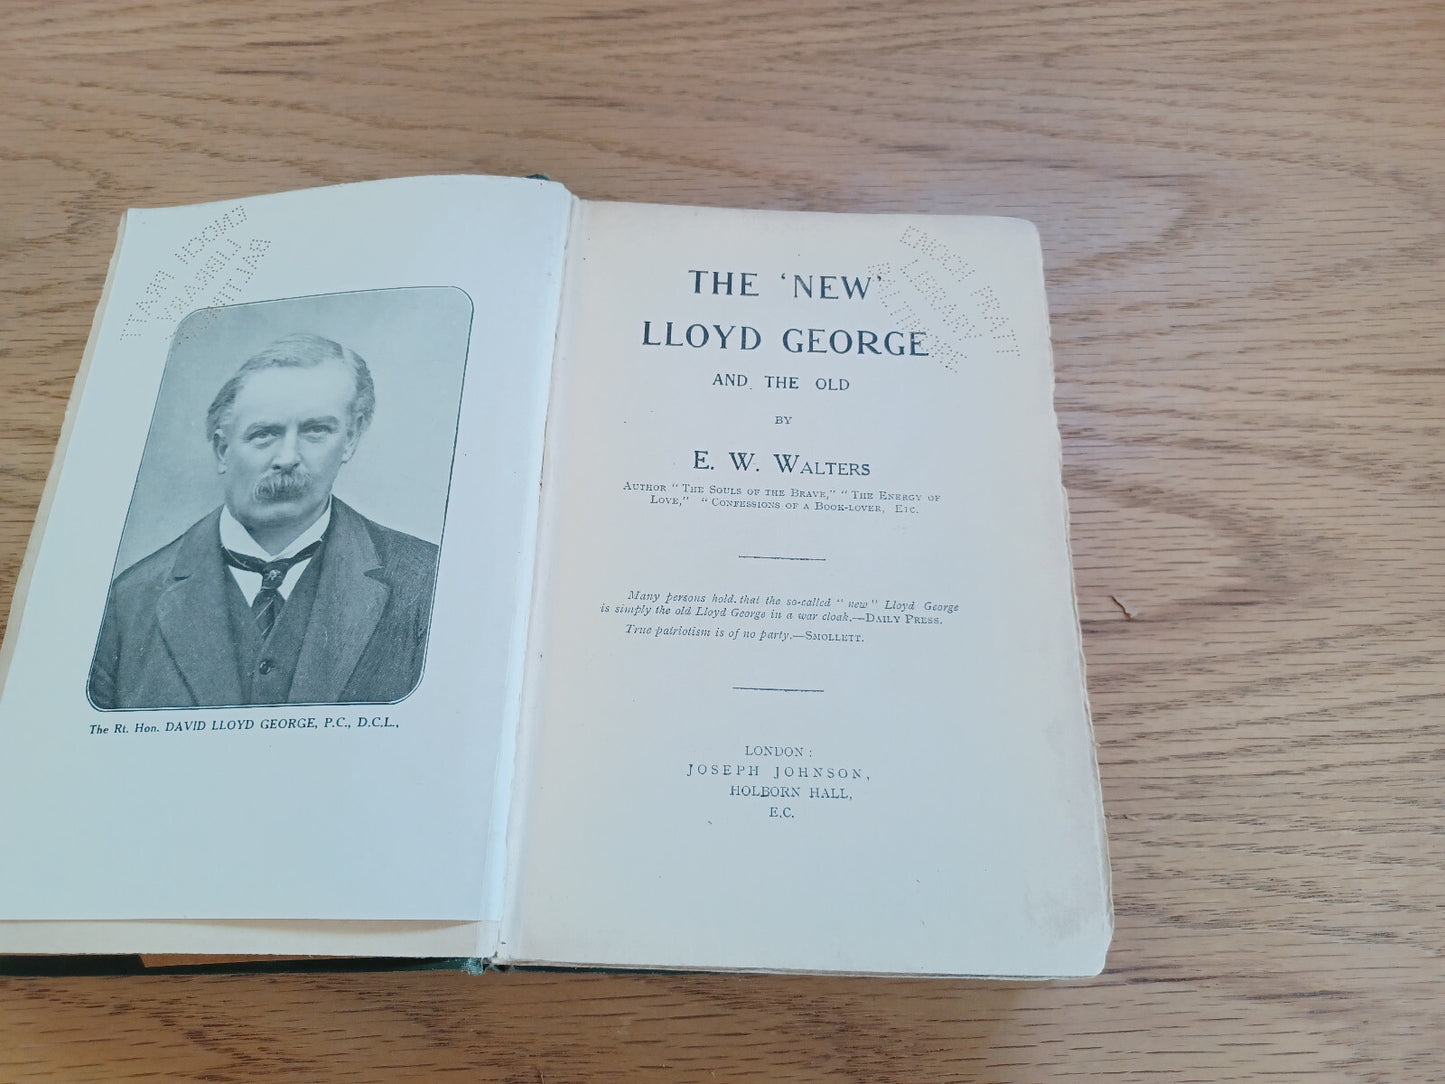 The Rt. Hon. DAVID LLOYD GEORGE, P.C., D.C.L.,
THE 'NEW'
LLOYD GEORGE
AND THE OLD
BY
E. W. WALTERS
AUTHOR "THE SOULS OF THE BRAVE," "THE ENERGY OF
LOVE," "CONFESSIONS OF A BOOK-LOVER, ETC.
Many persons hold that the so-called "new" Lloyd George
is simply the old Lloyd George in a war cloak.—DAILY PRESS.
True patriotism is of no party.—SMOLLETT.
LONDON:
JOSEPH JOHNSON,
HOLBORN HALL,
E.C.